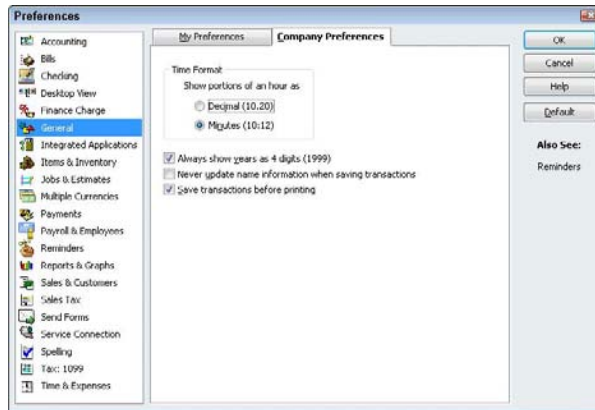 Preferences
Accounting
Bills
Checking
Desktop View
Finance Charge
General
Integrated Applications
Items & Inventory
Jobs & Estimates
Multiple Currencies
Payments
Payroll & Employees
Reminders
Reports & Graphs
Sales & Customers
Sales Tax
Send Forms
Service Connection
Spelling
Tax: 1099
Time & Expenses
My Preferences
Company Preferences
Time Format
Show portions of an hour as
Decimal (10.20)
Minutes (10:12)
Always show years as 4 digits (1999)
Never update name information when saving transactions
Save transactions before printing
OK
Cancel
Help
Default
Also See:
Reminders